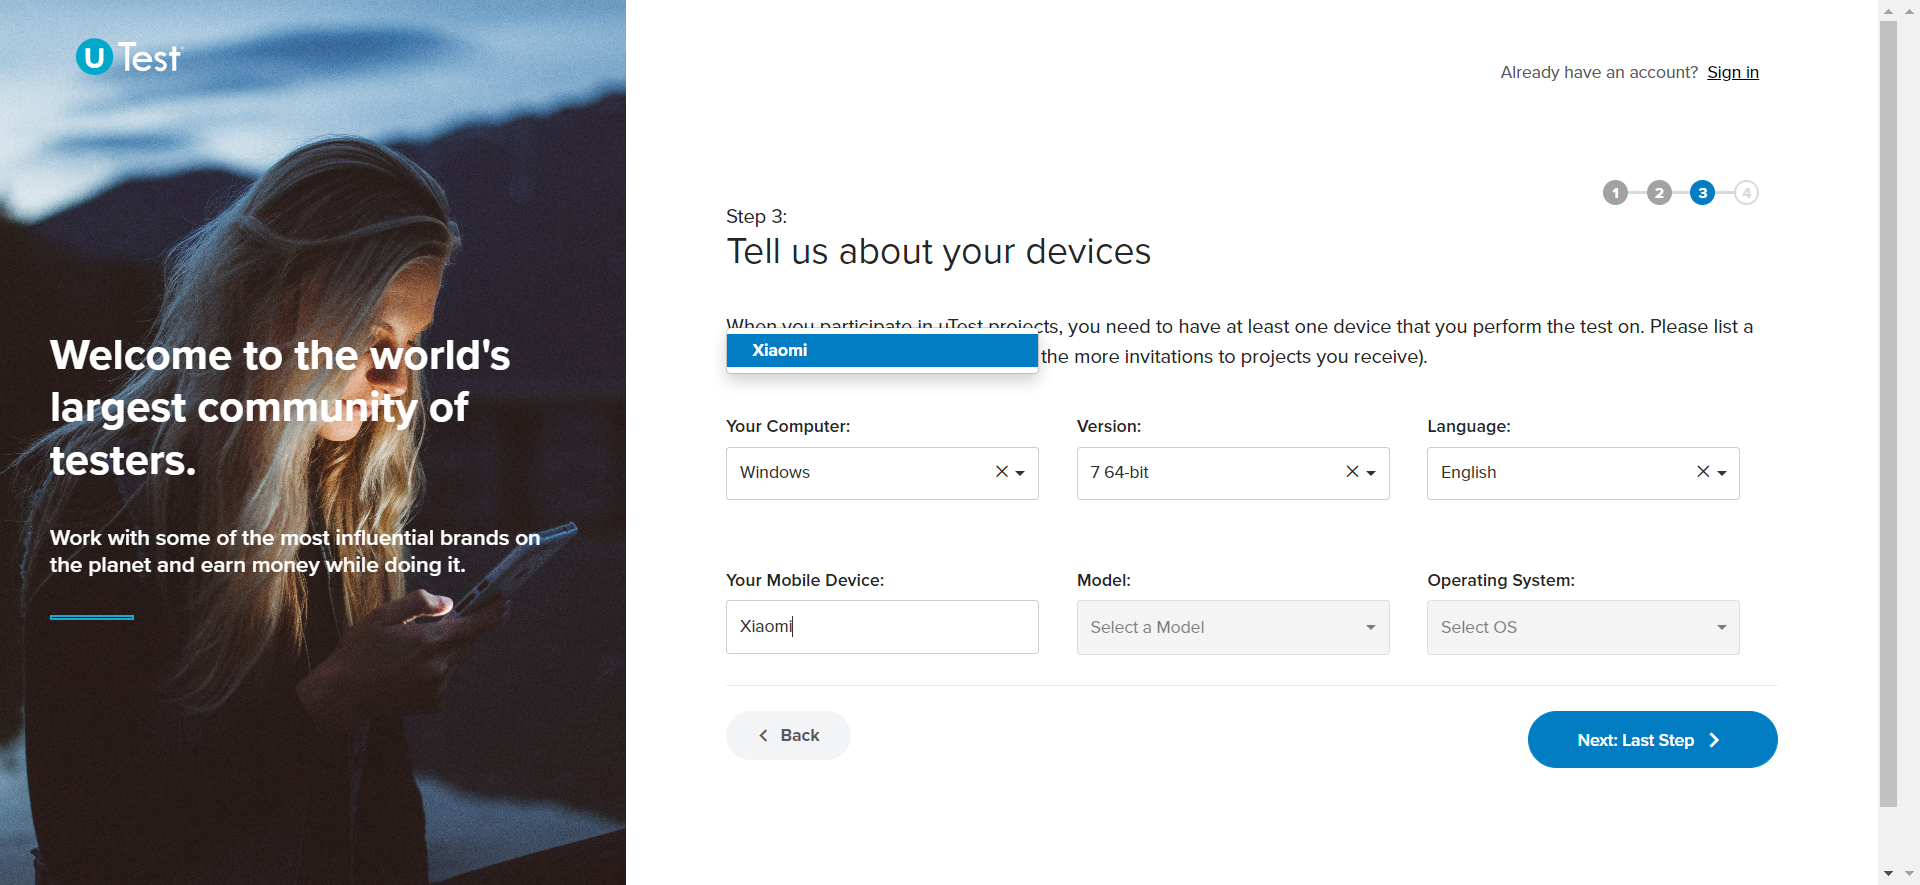 U Test
Already have an account? Sign in
1 2 3 4
Step 3:
Tell us about your devices
When you participate in uTest projects, you need to have at least one device that you perform the test on. Please list a
Xiaomi
the more invitations to projects you receive).
Your Computer:
Version:
Language:
Windows
7 64-bit
English
Your Mobile Device:
Model:
Operating System:
Xiaomi
Select a Model
Select OS
Back
Next: Last Step
Welcome to the world's
largest community of
testers.
Work with some of the most influential brands on
the planet and earn money while doing it.